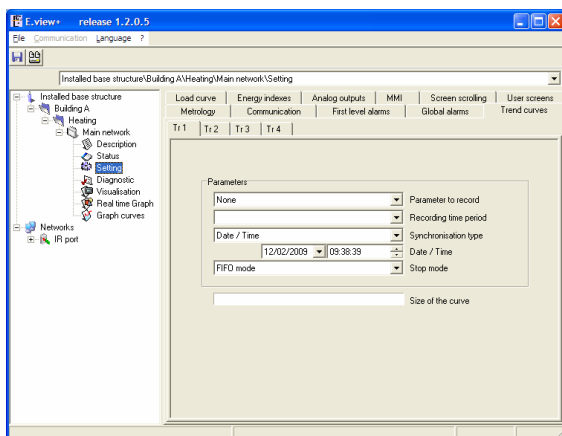 E.view+ release 1.2.0.5
File Communication Language ?
Installed base structure\Building A\Heating\Main network\Setting
Installed base structure
Building A
Heating
Main network
Description
Status
Setting
Diagnostic
Visualisation
Real time Graph
Graph curves
Networks
IR port
Load curve Energy indexes Analog outputs MMI Screen scrolling User screens
Metrology Communication First level alarms Global alarms Trend curves
Tr 1 Tr 2 Tr 3 Tr 4
Parameters
None Parameter to record
Recording time period
Date / Time Synchronisation type
12/02/2009 09:38:39 Date / Time
FIFO mode Stop mode
Size of the curve